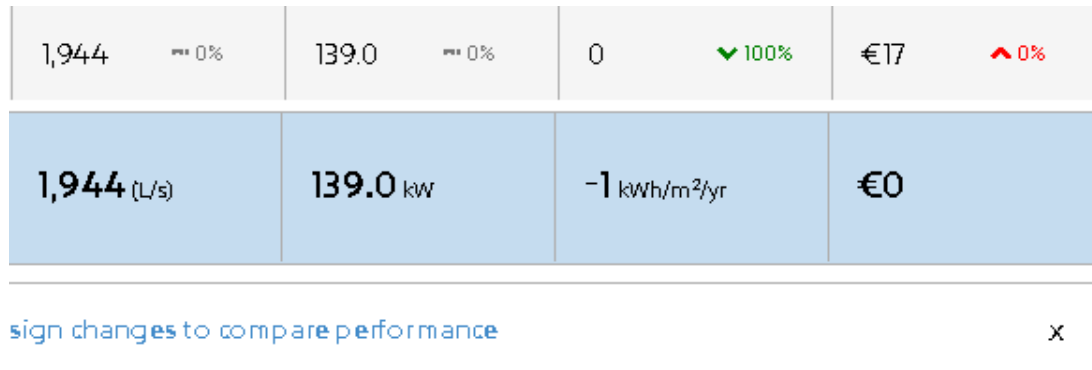 1,944 0% 139.0 0% 0 100% €17 0%
1,944 (L/s) 139.0 kW -1 kWh/m²/yr €0
sign changes to compare performance x